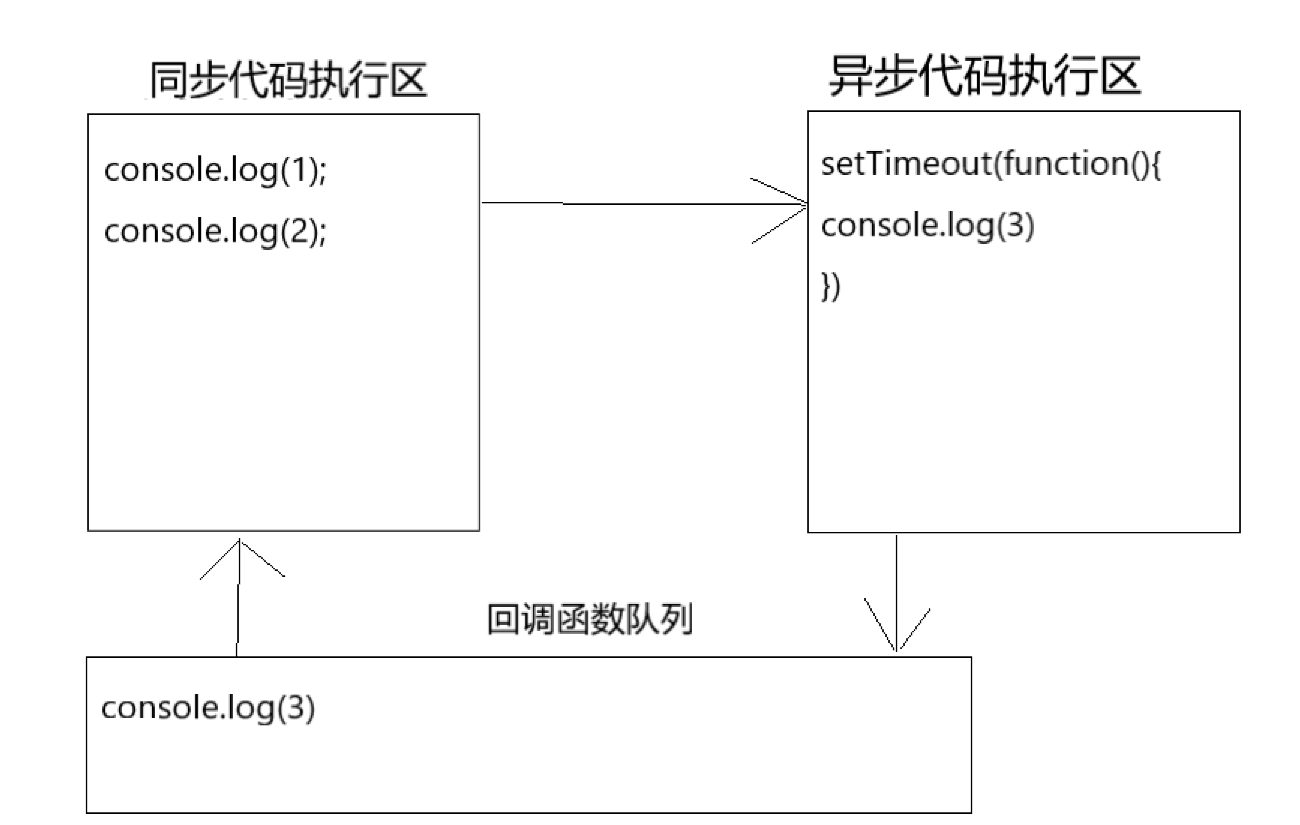 同步代码执行区
console.log(1);
console.log(2);
异步代码执行区
setTimeout(function(){
console.log(3)
})
回调函数队列
console.log(3)